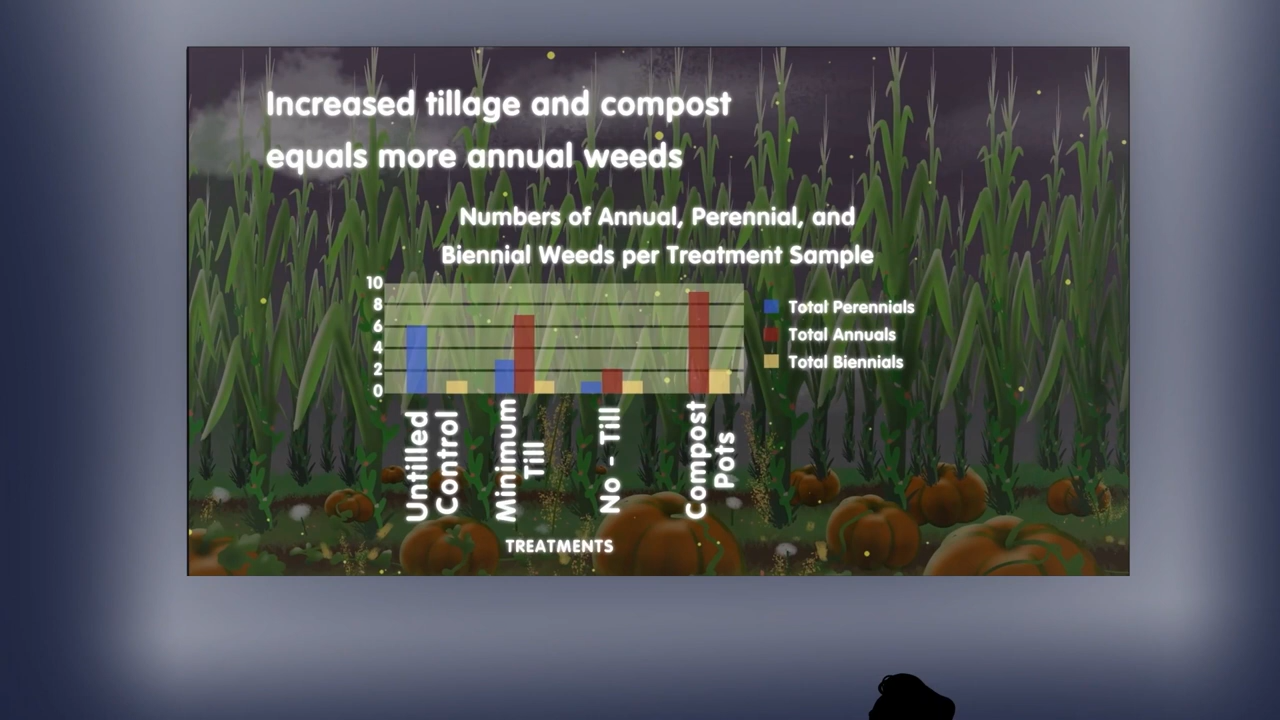 Increased tillage and compost
equals more annual weeds
Numbers of Annual, Perennial, and
Biennial Weeds per Treatment Sample
10
8
6
4
2
0
Total Perennials
Total Annuals
Total Biennials
Untilled
Control
Minimum
Till
No - Till
Compost
Pots
TREATMENTS